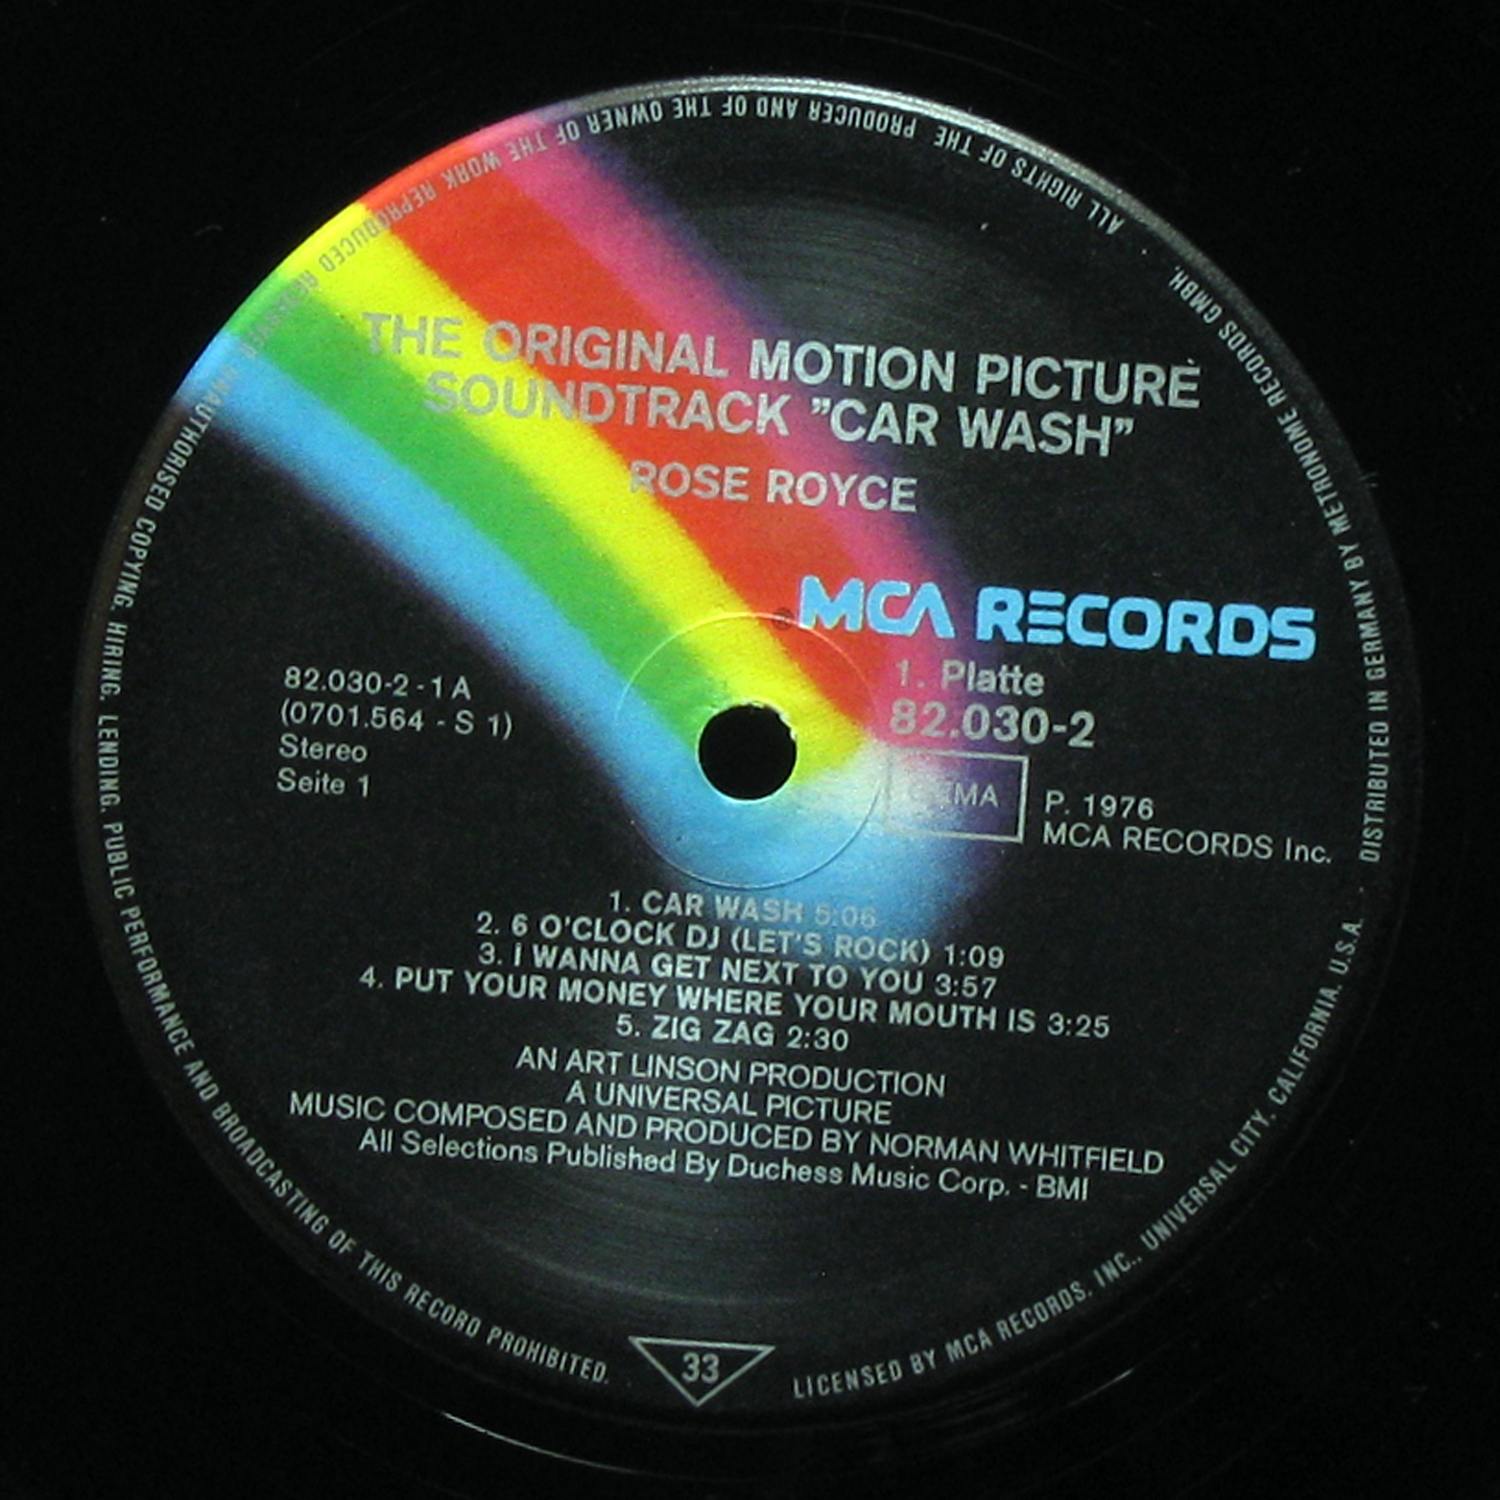 THE ORIGINAL MOTION PICTURE
SOUNDTRACK "CAR WASH"
ROSE ROYCE
MCA RECORDS
1. Platte
82.030-2
82.030-2 - 1 A
(0701.564 - S 1)
Stereo
Seite 1
P. 1976
MCA RECORDS Inc.
1. CAR WASH 5:06
2. 6 O'CLOCK DJ (LET'S ROCK) 1:09
3. I WANNA GET NEXT TO YOU 3:57
4. PUT YOUR MONEY WHERE YOUR MOUTH IS 3:25
5. ZIG ZAG 2:30
AN ART LINSON PRODUCTION
A UNIVERSAL PICTURE
MUSIC COMPOSED AND PRODUCED BY NORMAN WHITFIELD
All Selections Published By Duchess Music Corp. - BMI
33
ALL RIGHTS OF THE PRODUCER AND OF THE OWNER OF THE WORK REPRODUCED RESERVED UNAUTHORISED COPYING. HIRING. LENDING. PUBLIC PERFORMANCE AND BROADCASTING OF THIS RECORD PROHIBITED.
LICENSED BY MCA RECORDS. INC., UNIVERSAL CITY, CALIFORNIA. U.S.A. DISTRIBUTED IN GERMANY BY METRONOME RECORDS GMBH.